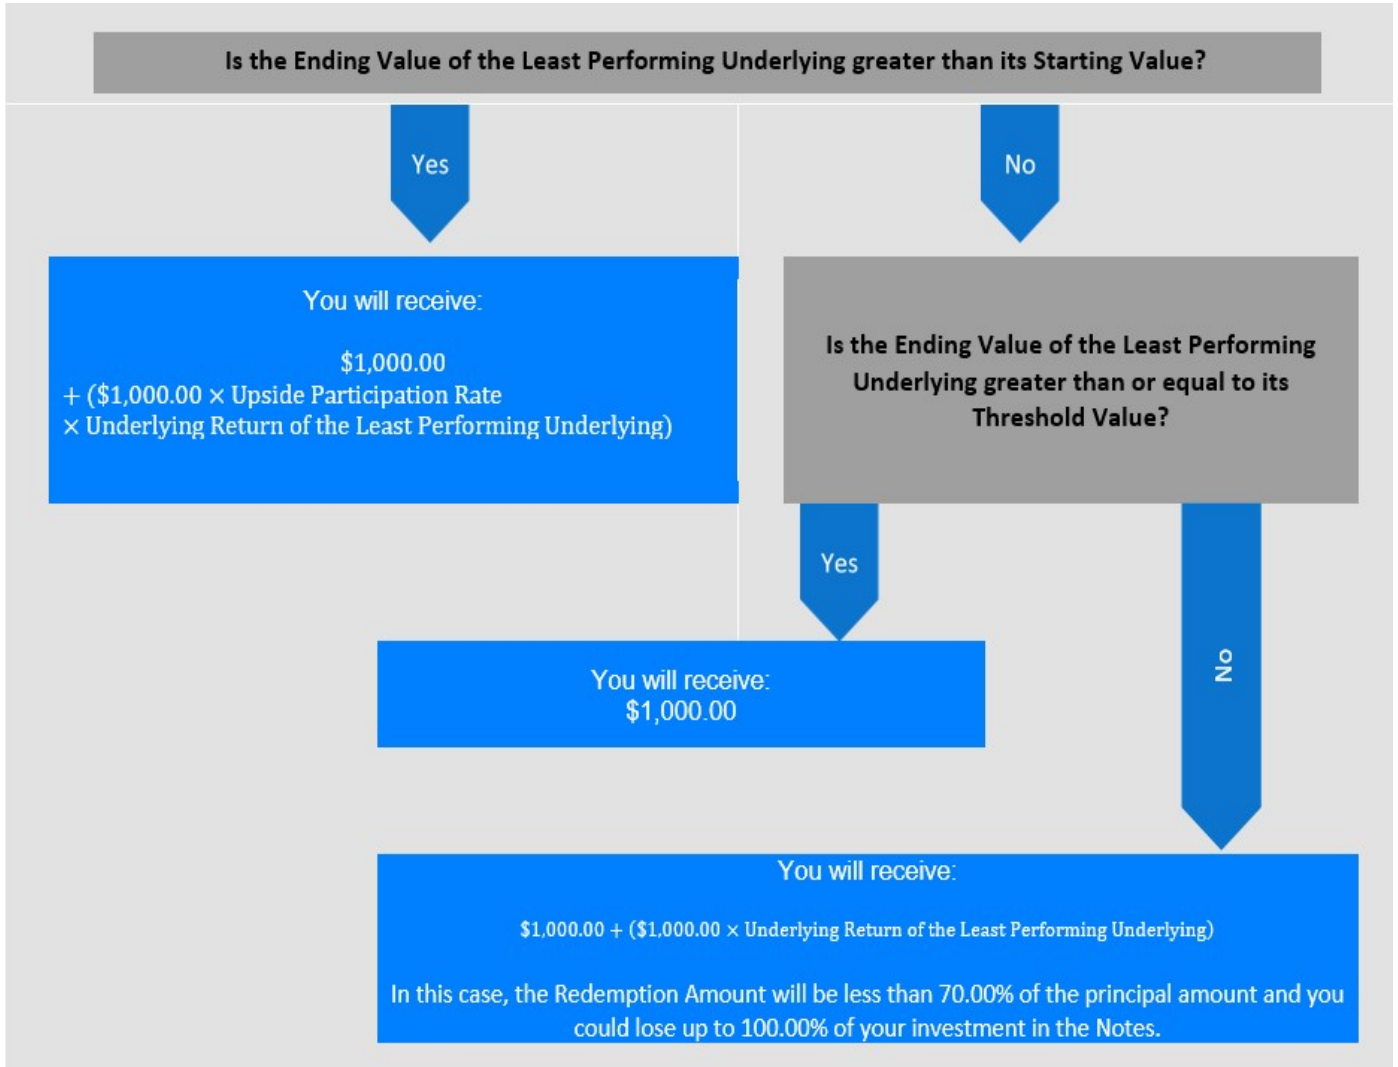 Is the Ending Value of the Least Performing Underlying greater than its Starting Value?
Yes
No
You will receive:
$1,000.00
+ ($1,000.00 × Upside Participation Rate
× Underlying Return of the Least Performing Underlying)
Is the Ending Value of the Least Performing
Underlying greater than or equal to its
Threshold Value?
Yes
No
You will receive:
$1,000.00
You will receive:
$1,000.00 + ($1,000.00 × Underlying Return of the Least Performing Underlying)
In this case, the Redemption Amount will be less than 70.00% of the principal amount and you
could lose up to 100.00% of your investment in the Notes.